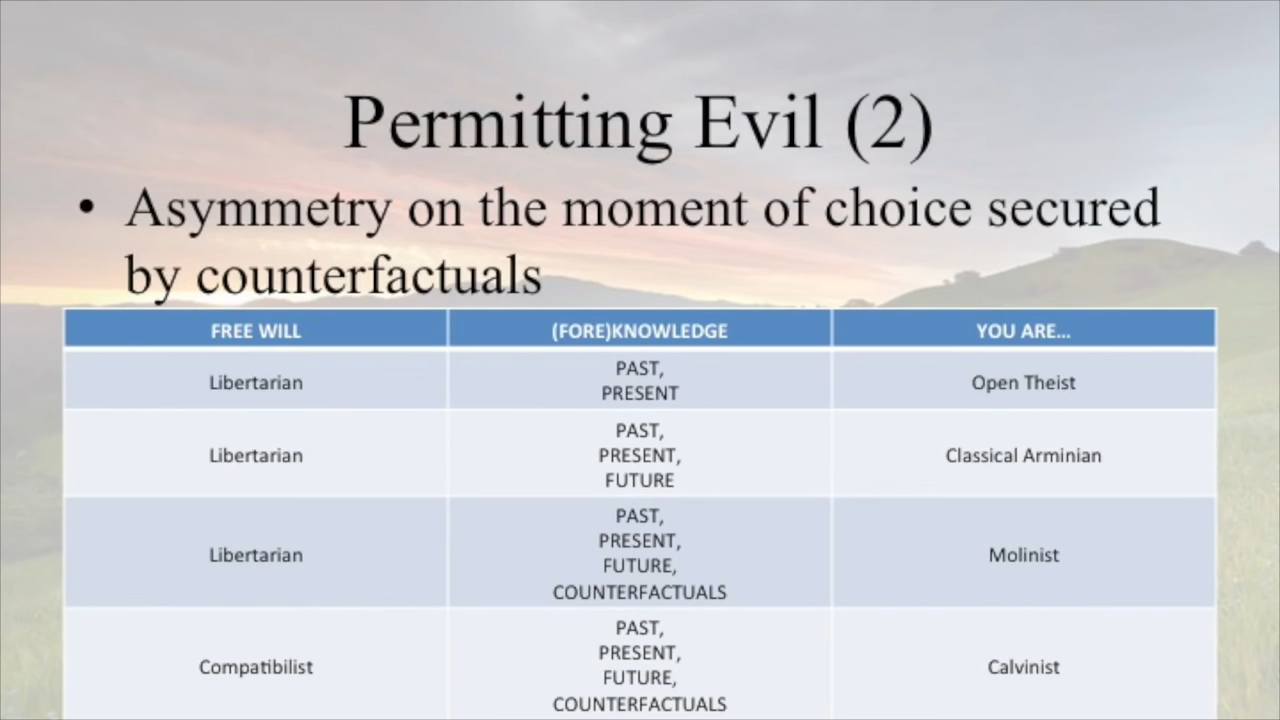 Permitting Evil (2)
• Asymmetry on the moment of choice secured
by counterfactuals
FREE WILL (FORE)KNOWLEDGE YOU ARE...
Libertarian
PAST,
PRESENT
Open Theist
Libertarian
PAST,
PRESENT,
FUTURE
Classical Arminian
Libertarian
PAST,
PRESENT,
FUTURE,
COUNTERFACTUALS
Molinist
Compatibilist
PAST,
PRESENT,
FUTURE,
COUNTERFACTUALS
Calvinist